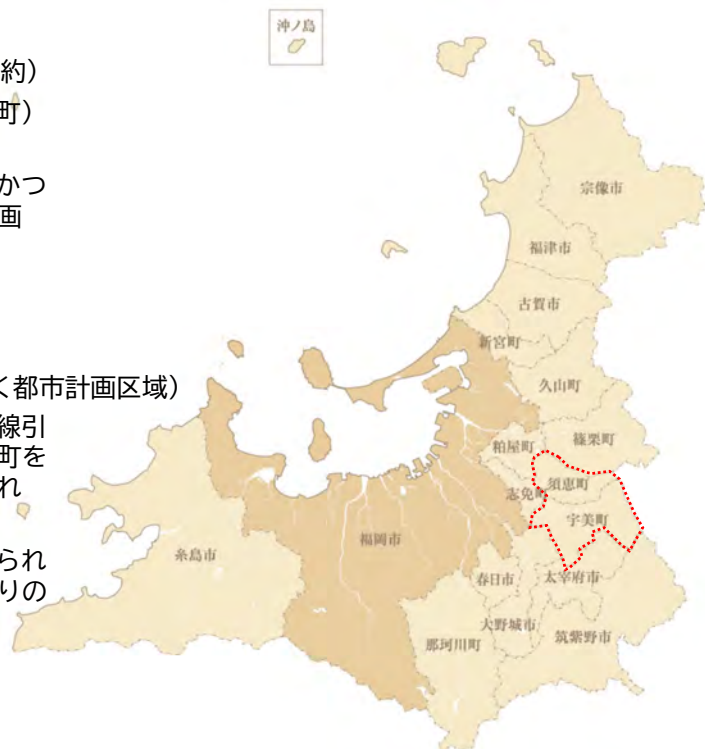 約）
町）
かつ
画
く都市計画区域）
線引
町を
れ
られ
りの
沖ノ島
宗像市
福津市
古賀市
新宮町
久山町
篠栗町
粕屋町
須恵町
志免町
宇美町
糸島市
福岡市
春日市
太宰府市
大野城市
那珂川町
筑紫野市